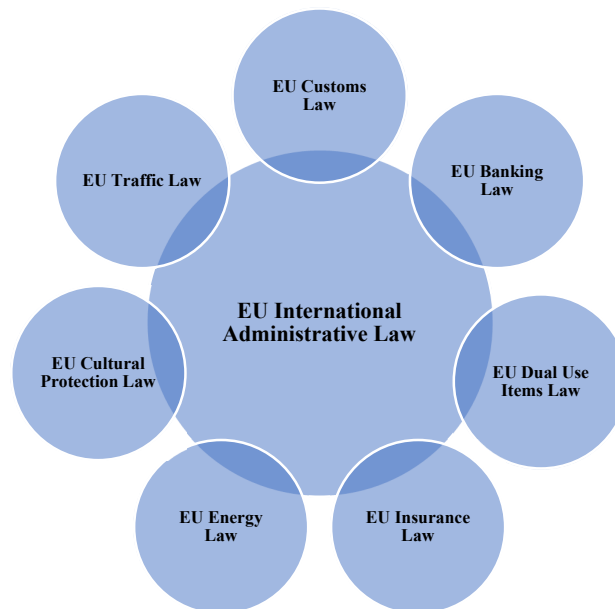 EU Customs
Law
EU Traffic Law
EU Banking
Law
EU International
Administrative Law
EU Cultural
Protection Law
EU Dual Use
Items Law
EU Energy
Law
EU Insurance
Law